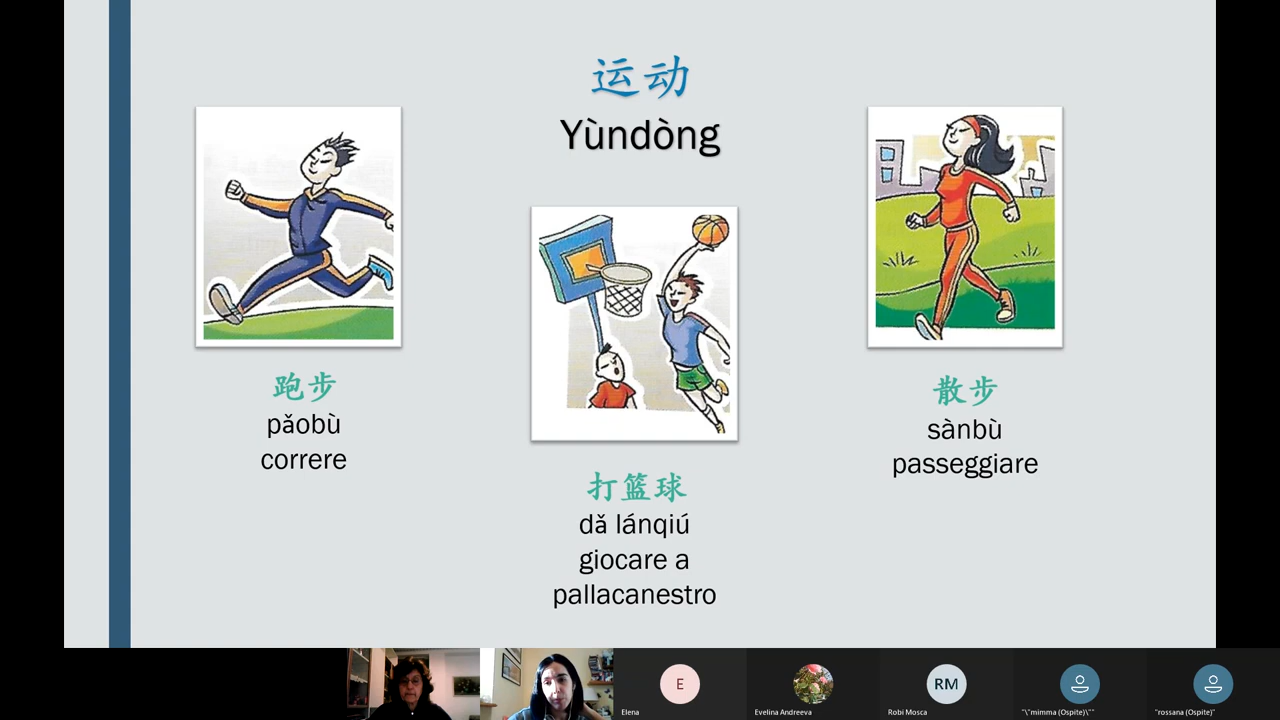 运动
Yùndòng
跑步
pǎobù
correre
打篮球
dǎ lánqiú
giocare a
pallacanestro
散步
sànbù
passeggiare
E
Elena
Evelina Andreeva
RM
Robi Mosca
"\"mimma (Ospite)\""
"rossana (Ospite)"